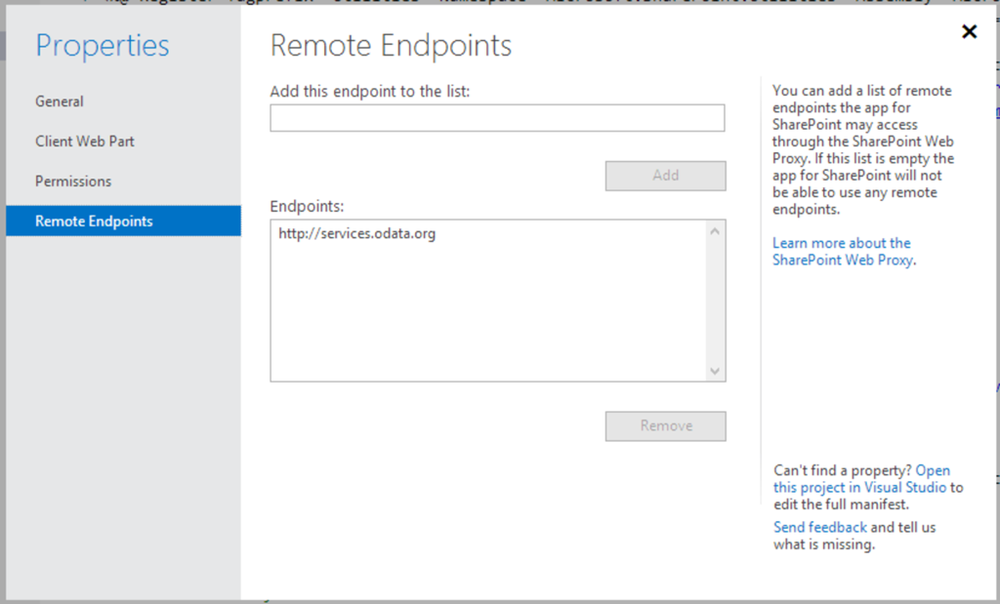 Properties
General
Client Web Part
Permissions
Remote Endpoints
Remote Endpoints
Add this endpoint to the list:
Add
Endpoints:
http://services.odata.org
Remove
You can add a list of remote
endpoints the app for
SharePoint may access
through the SharePoint Web
Proxy. If this list is empty the
app for SharePoint will not
be able to use any remote
endpoints.
Learn more about the
SharePoint Web Proxy.
Can't find a property? Open
this project in Visual Studio to
edit the full manifest.
Send feedback and tell us
what is missing.